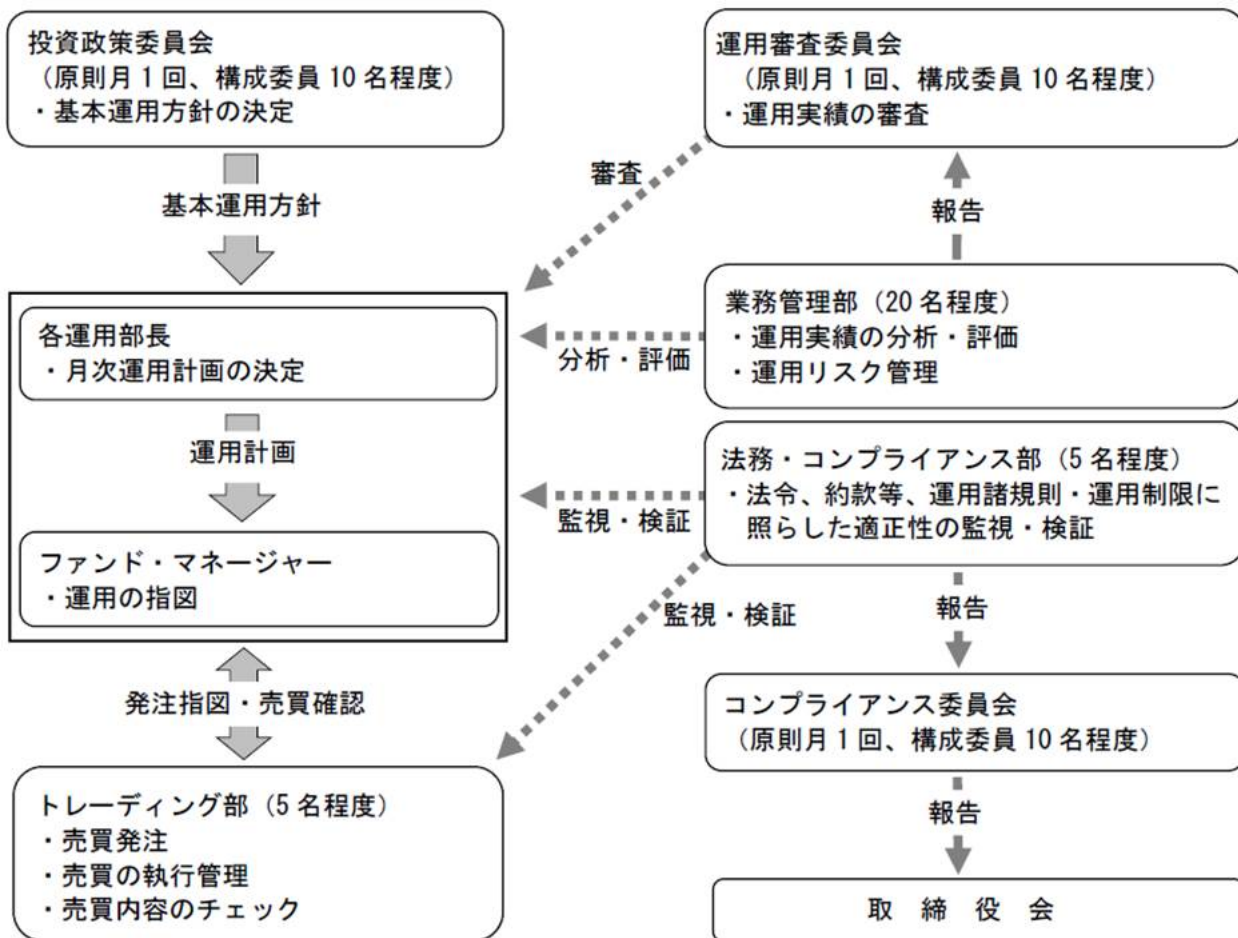 投資政策委員会
（原則月１回、構成委員 10 名程度）
・基本運用方針の決定
基本運用方針
各運用部長
・月次運用計画の決定
運用計画
ファンド・マネージャー
・運用の指図
発注指図・売買確認
トレーディング部（5 名程度）
・売買発注
・売買の執行管理
・売買内容のチェック
運用審査委員会
（原則月１回、構成委員 10 名程度）
・運用実績の審査
審査
報告
業務管理部（20 名程度）
・運用実績の分析・評価
・運用リスク管理
分析・評価
法務・コンプライアンス部（5 名程度）
・法令、約款等、運用諸規則・運用制限に
照らした適正性の監視・検証
監視・検証
監視・検証
報告
コンプライアンス委員会
（原則月１回、構成委員 10 名程度）
報告
取　締　役　会